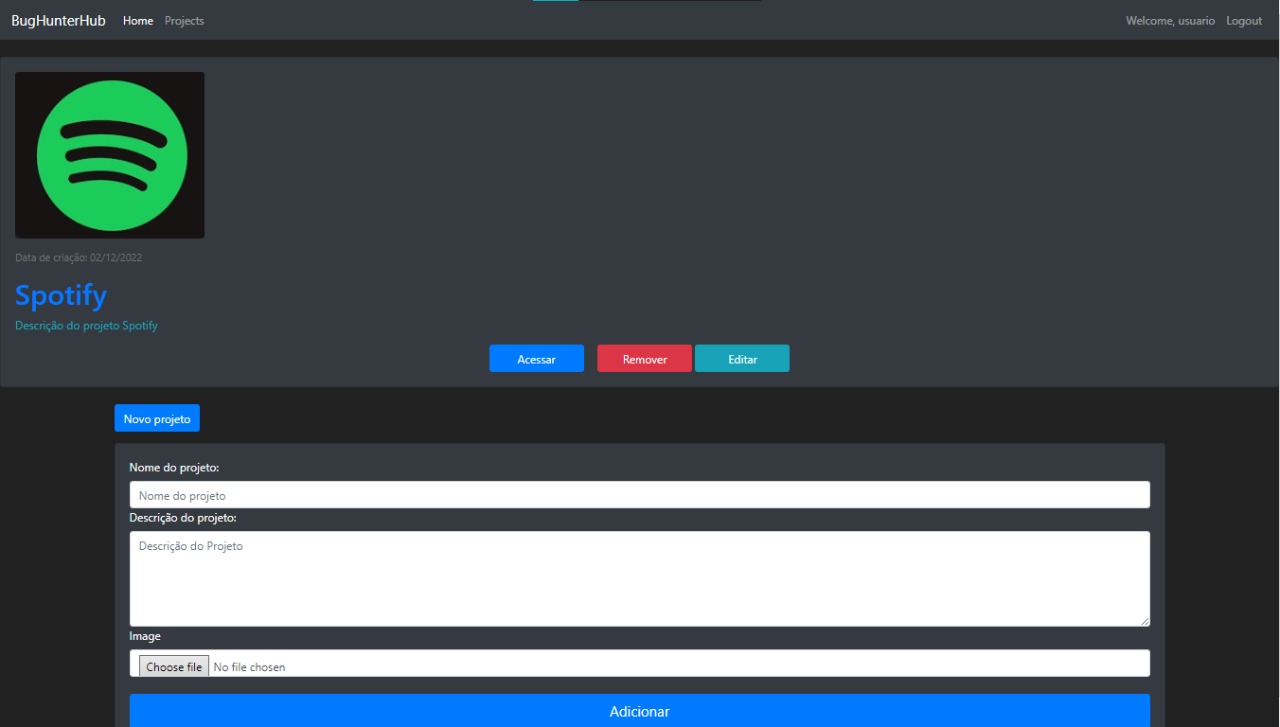 BugHunterHub Home Projects Welcome, usuario Logout
Data de criação: 02/12/2022
Spotify
Descrição do projeto Spotify
Acessar Remover Editar
Novo projeto
Nome do projeto:
Nome do projeto
Descrição do projeto:
Descrição do Projeto
Image
Choose file No file chosen
Adicionar